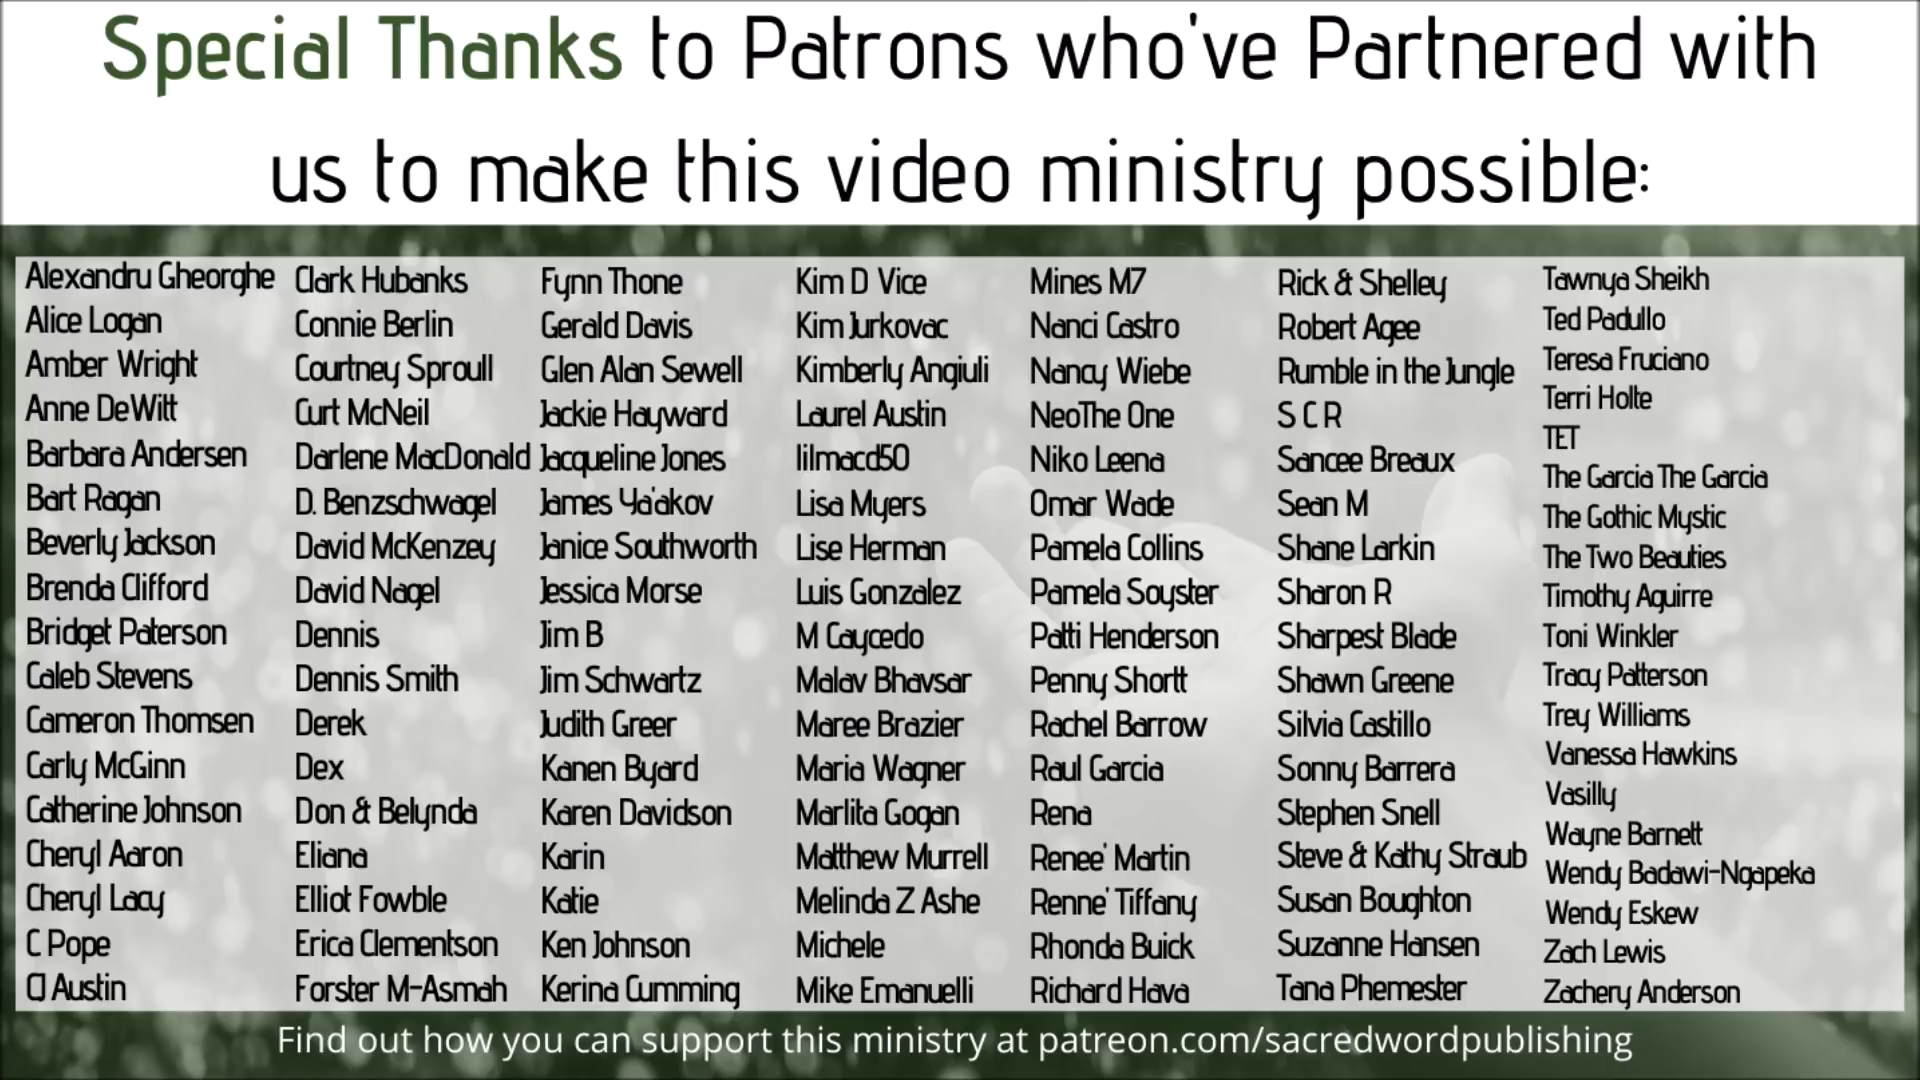 Special Thanks to Patrons who've Partnered with
us to make this video ministry possible:
Alexandru Gheorghe
Alice Logan
Amber Wright
Anne DeWitt
Barbara Andersen
Bart Ragan
Beverly Jackson
Brenda Clifford
Bridget Paterson
Caleb Stevens
Cameron Thomsen
Carly McGinn
Catherine Johnson
Cheryl Aaron
Cheryl Lacy
C Pope
CJ Austin
Clark Hubanks
Connie Berlin
Courtney Sproull
Curt McNeil
Darlene MacDonald
D. Benzschwagel
David McKenzey
David Nagel
Dennis
Dennis Smith
Derek
Dex
Don & Belynda
Eliana
Elliot Fowble
Erica Clementson
Forster M-Asmah
Fynn Thone
Gerald Davis
Glen Alan Sewell
Jackie Hayward
Jacqueline Jones
James Ya'akov
Janice Southworth
Jessica Morse
Jim B
Jim Schwartz
Judith Greer
Kanen Byard
Karen Davidson
Karin
Katie
Ken Johnson
Kerina Cumming
Kim D Vice
Kim Jurkovac
Kimberly Angiuli
Laurel Austin
lilmacd50
Lisa Myers
Lise Herman
Luis Gonzalez
M Caycedo
Malav Bhavsar
Maree Brazier
Maria Wagner
Marlita Gogan
Matthew Murrell
Melinda Z Ashe
Michele
Mike Emanuelli
Mines M7
Nanci Castro
Nancy Wiebe
NeoThe One
Niko Leena
Omar Wade
Pamela Collins
Pamela Soyster
Patti Henderson
Penny Shortt
Rachel Barrow
Raul Garcia
Rena
Renee' Martin
Renne' Tiffany
Rhonda Buick
Richard Hava
Rick & Shelley
Robert Agee
Rumble in the Jungle
S C R
Sancee Breaux
Sean M
Shane Larkin
Sharon R
Sharpest Blade
Shawn Greene
Silvia Castillo
Sonny Barrera
Stephen Snell
Steve & Kathy Straub
Susan Boughton
Suzanne Hansen
Tana Phemester
Tawnya Sheikh
Ted Padullo
Teresa Fruciano
Terri Holte
TET
The Garcia The Garcia
The Gothic Mystic
The Two Beauties
Timothy Aguirre
Toni Winkler
Tracy Patterson
Trey Williams
Vanessa Hawkins
Vasilly
Wayne Barnett
Wendy Badawi-Ngapeka
Wendy Eskew
Zach Lewis
Zachery Anderson
Find out how you can support this ministry at patreon.com/sacredwordpublishing